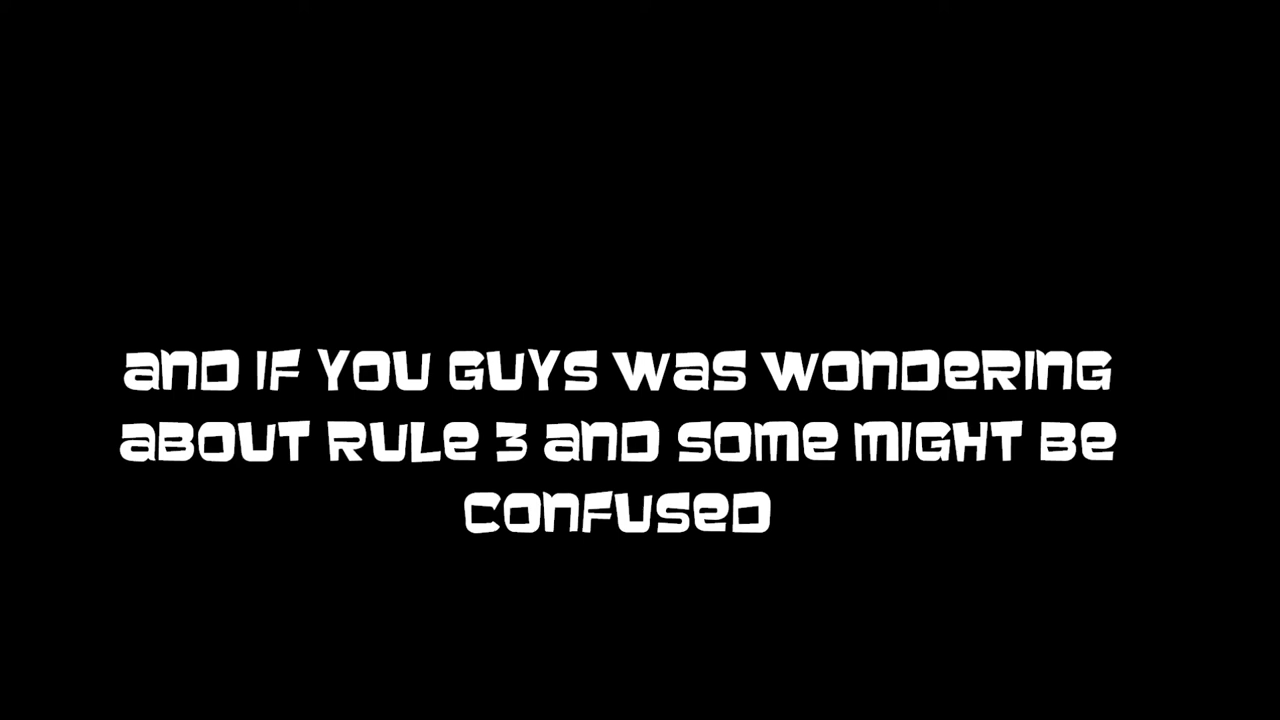 and if you guys was wondering
about rule 3 and some might be
confused